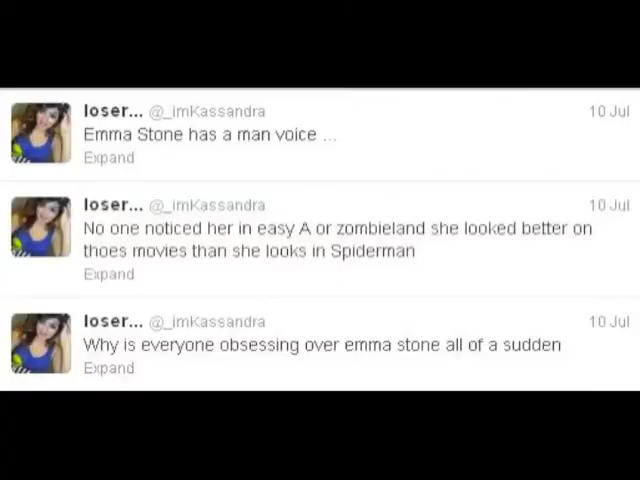 loser... @_imKassandra 10 Jul
Emma Stone has a man voice ...
Expand
loser... @_imKassandra 10 Jul
No one noticed her in easy A or zombieland she looked better on
thoes movies than she looks in Spiderman
Expand
loser... @_imKassandra 10 Jul
Why is everyone obsessing over emma stone all of a sudden
Expand